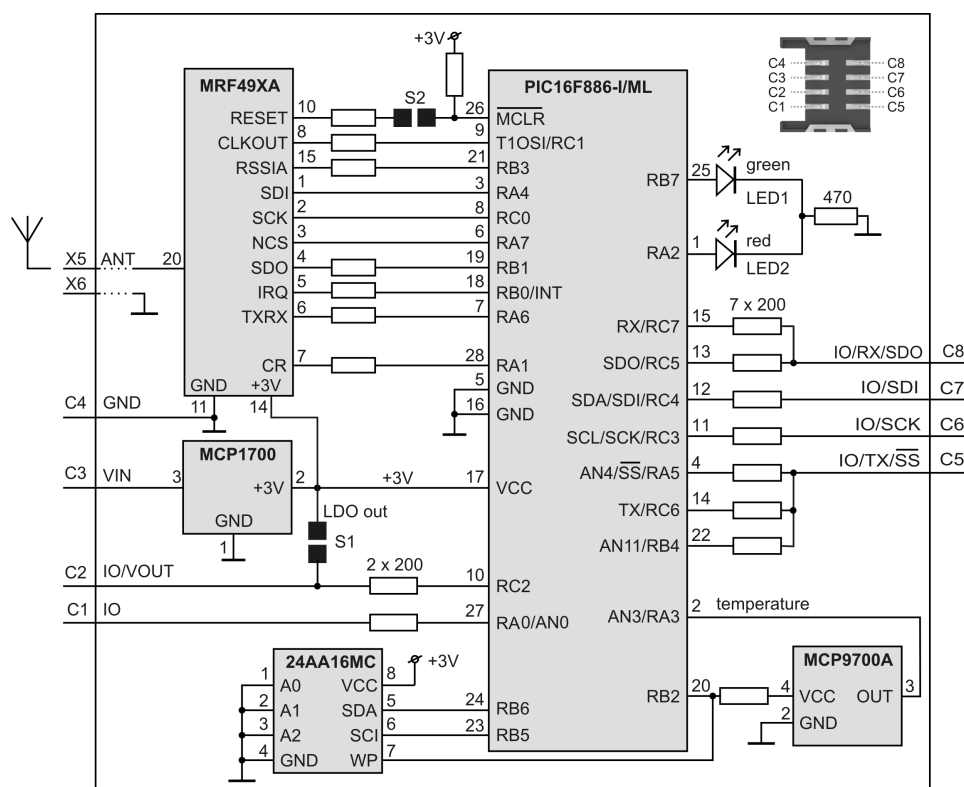 +3V
MRF49XA
PIC16F886-I/ML
C4 C8
C3 C7
C2 C6
C1 C5
S2
RESET 10 26 MCLR
CLKOUT 8 9 T1OSI/RC1
RSSIA 15 21 RB3
SDI 1 3 RA4
SCK 2 8 RC0
NCS 3 6 RA7
X5 ANT 20 SDO 4 19 RB1
X6 IRQ 5 18 RB0/INT
TXRX 6 7 RA6
CR 7 28 RA1
GND +3V 5 GND
11 14 16 GND
RB7 25 green
LED1
470
RA2 1 red
LED2
7 x 200
RX/RC7 15
SDO/RC5 13 IO/RX/SDO C8
SDA/SDI/RC4 12 IO/SDI C7
SCL/SCK/RC3 11 IO/SCK C6
AN4/SS/RA5 4 IO/TX/SS C5
TX/RC6 14
AN11/RB4 22
C4 GND
MCP1700
C3 VIN 3 +3V 2 +3V 17 VCC
GND
1
LDO out
S1
C2 IO/VOUT 2 x 200 10 RC2
C1 IO 27 RA0/AN0
AN3/RA3 2 temperature
24AA16MC
+3V
1 A0 VCC 8
2 A1 SDA 5 24 RB6
3 A2 SCI 6 23 RB5
4 GND WP 7
RB2 20
MCP9700A
4 VCC OUT 3
2 GND